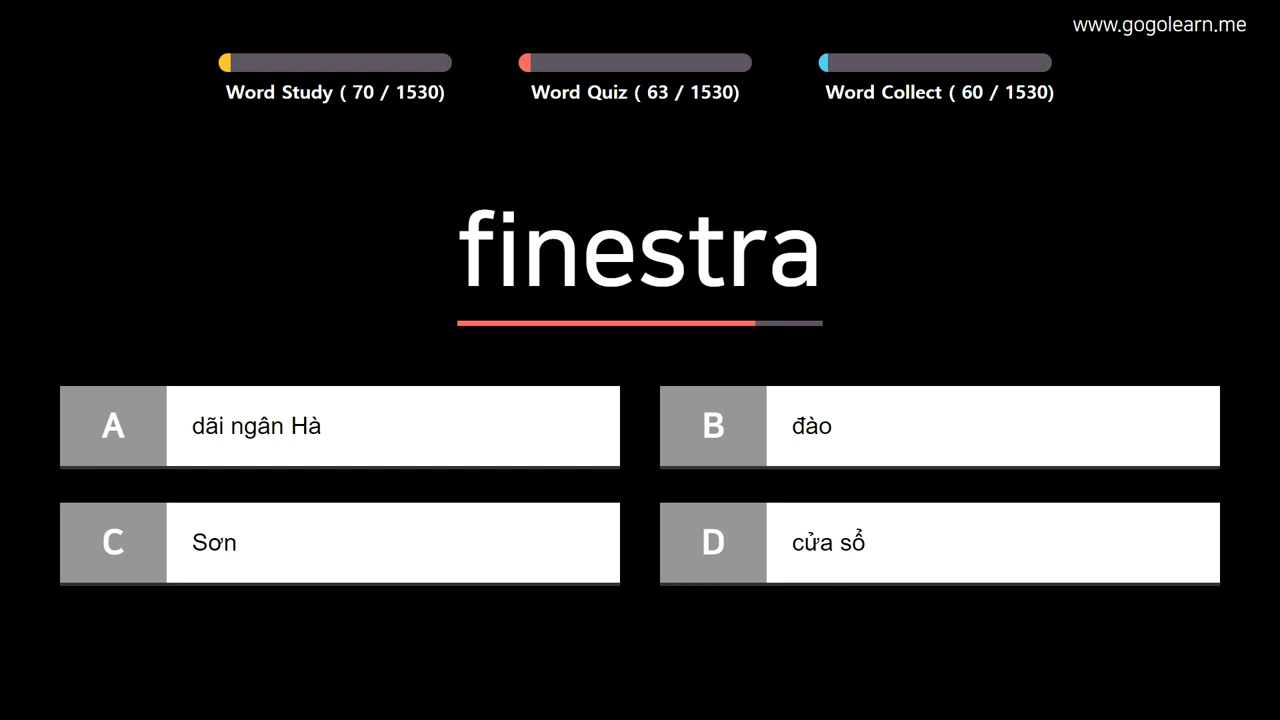 www.gogolearn.me
Word Study ( 70 / 1530)
Word Quiz ( 63 / 1530)
Word Collect ( 60 / 1530)
finestra
A
dãi ngân Hà
B
đào
C
Sơn
D
cửa sổ